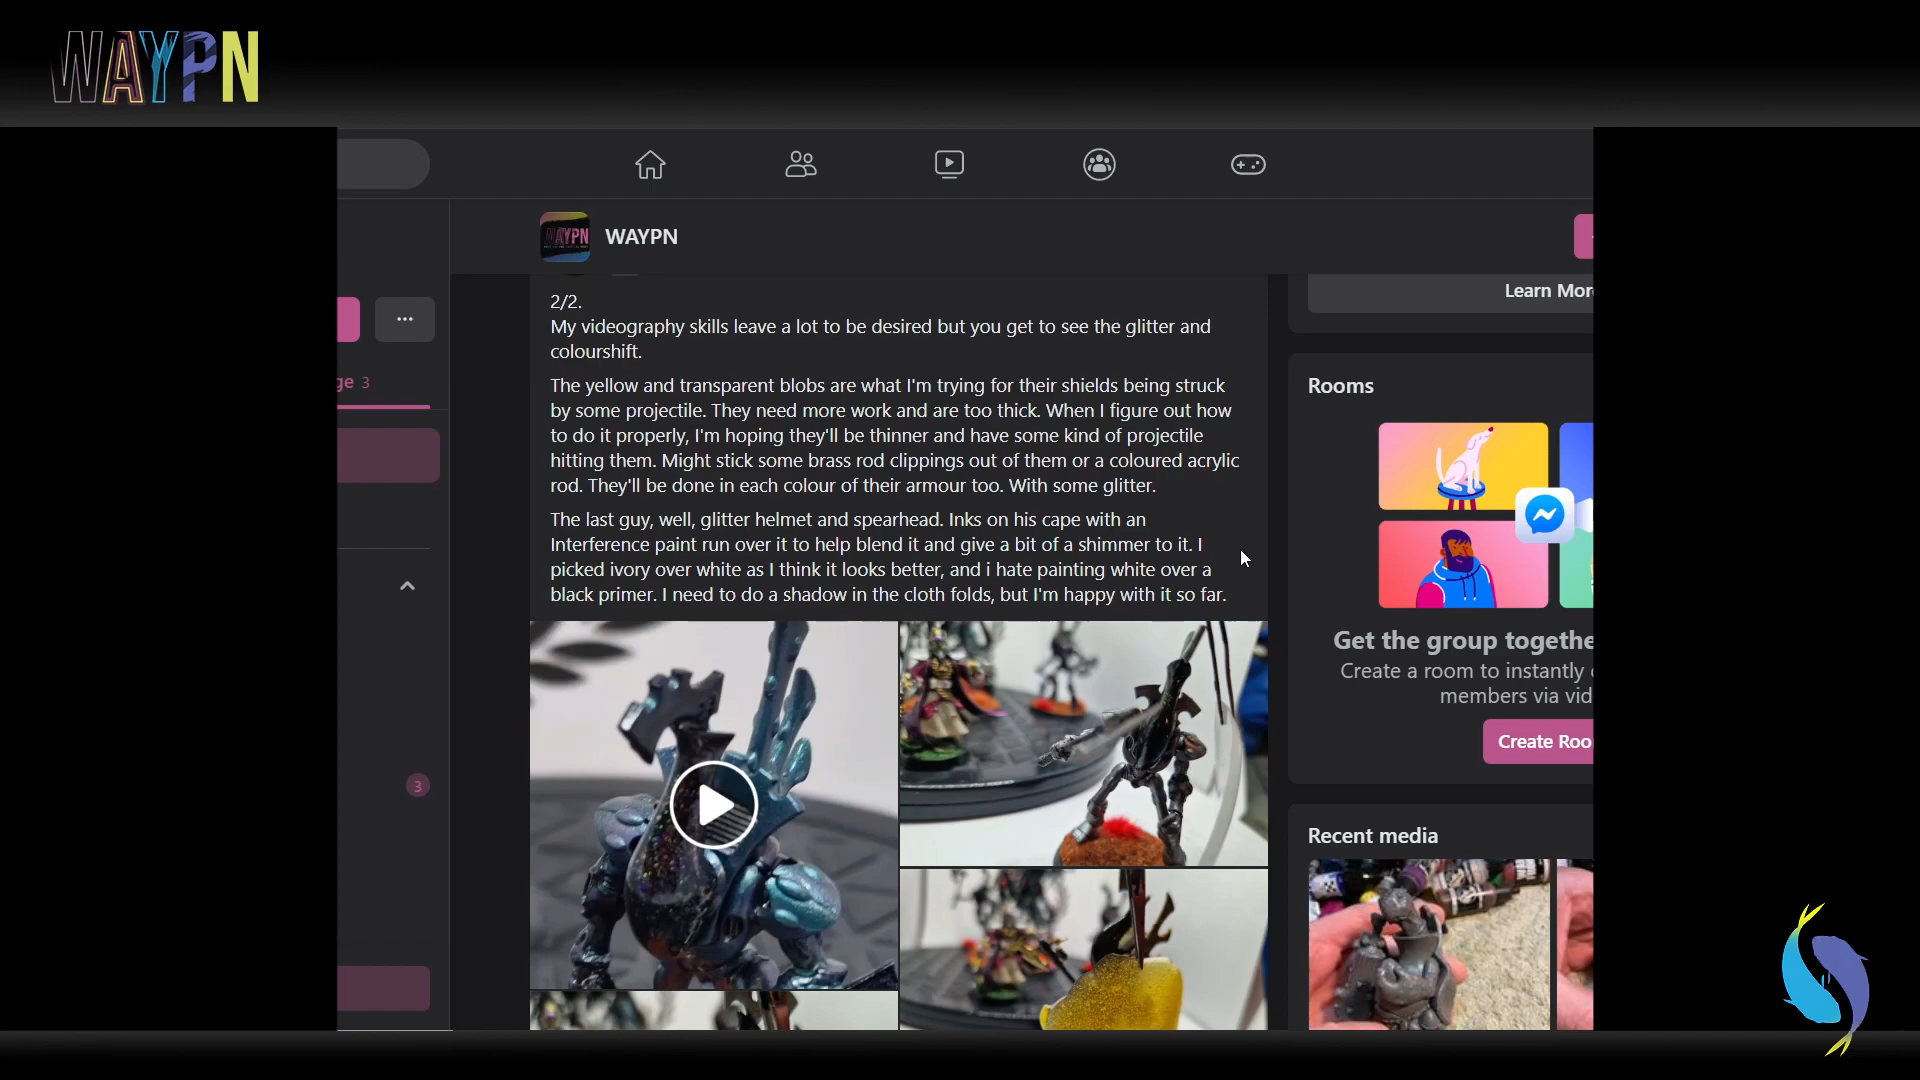 WAYPN
WAYPN
WAYPN
2/2.
My videography skills leave a lot to be desired but you get to see the glitter and
colourshift.
The yellow and transparent blobs are what I'm trying for their shields being struck
by some projectile. They need more work and are too thick. When I figure out how
to do it properly, I'm hoping they'll be thinner and have some kind of projectile
hitting them. Might stick some brass rod clippings out of them or a coloured acrylic
rod. They'll be done in each colour of their armour too. With some glitter.
The last guy, well, glitter helmet and spearhead. Inks on his cape with an
Interference paint run over it to help blend it and give a bit of a shimmer to it. I
picked ivory over white as I think it looks better, and i hate painting white over a
black primer. I need to do a shadow in the cloth folds, but I'm happy with it so far.
ge 3
3
Learn Mor
Rooms
Get the group togethe
Create a room to instantly
members via vid
Create Roo
Recent media